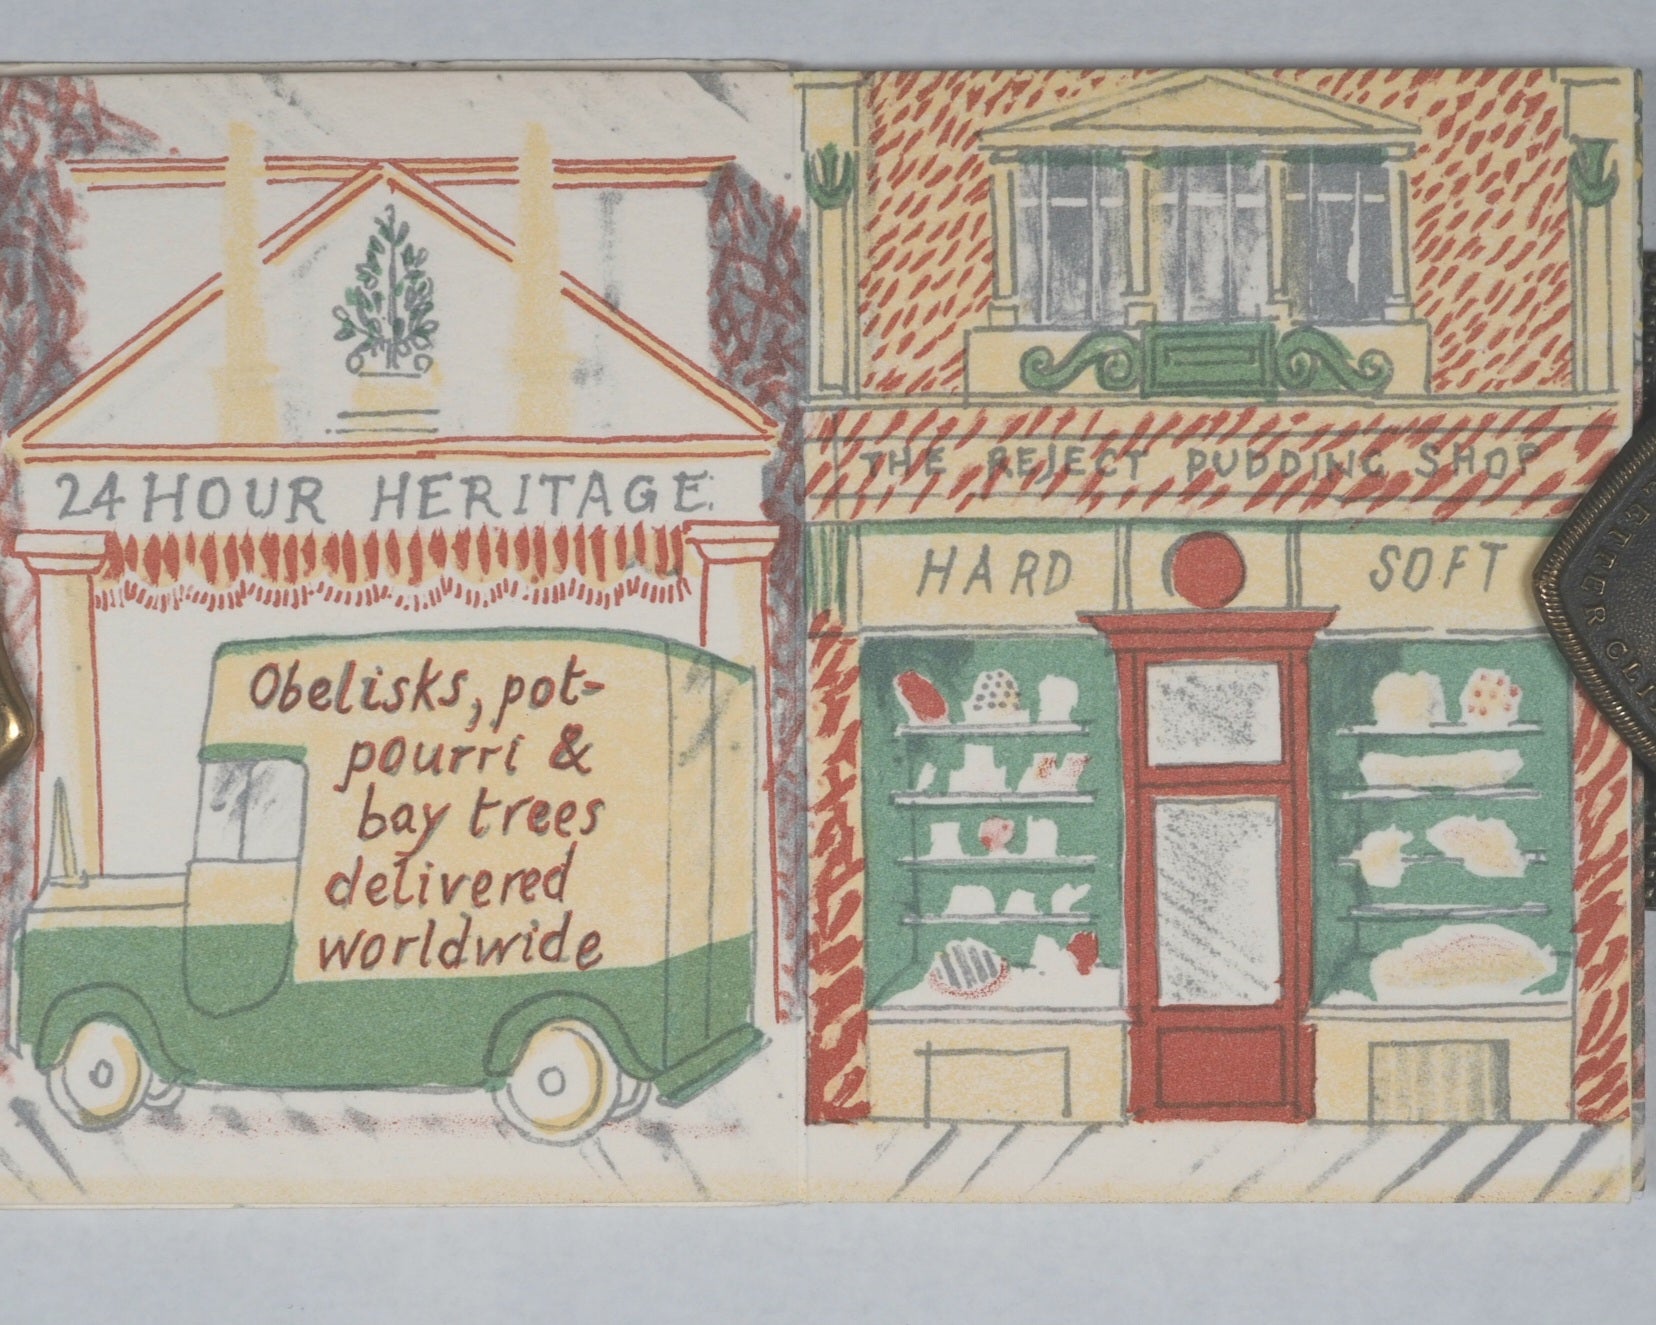 24 HOUR HERITAGE
Obelisks, pot-
pourri &
bay trees
delivered
worldwide
THE REJECT PUDDING SHOP
HARD
SOFT